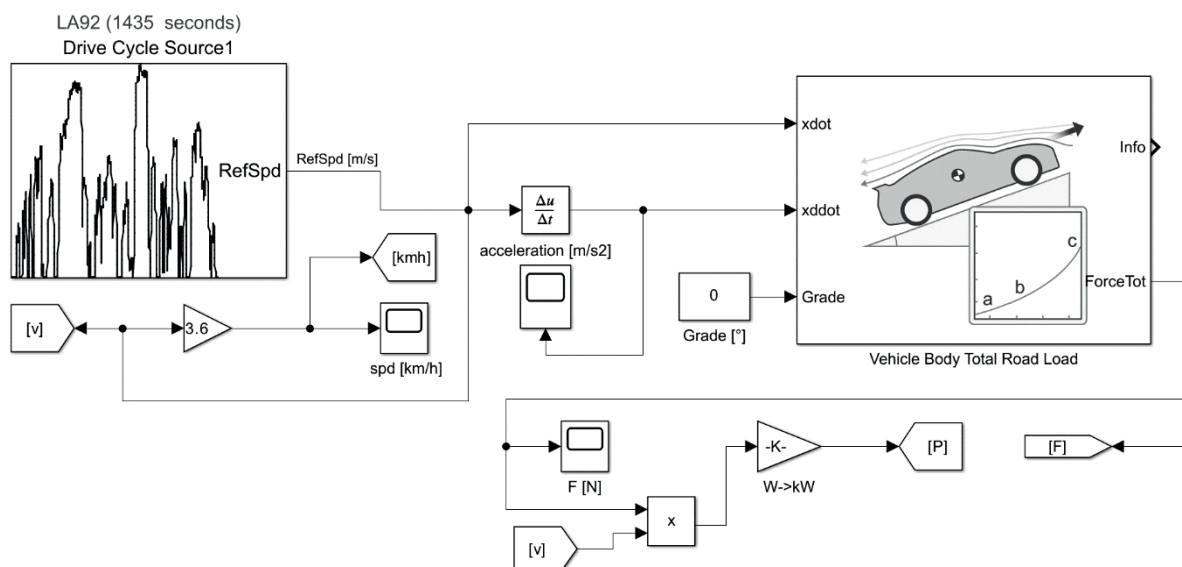 LA92 (1435 seconds)
Drive Cycle Source1
RefSpd
RefSpd [m/s]
xdot
Info
Δu
Δt
xddot
acceleration [m/s2]
[kmh]
0
Grade
Grade [°]
a
b
c
ForceTot
[v]
3.6
spd [km/h]
Vehicle Body Total Road Load
F [N]
-K-
W->kW
[P]
[F]
x
[v]